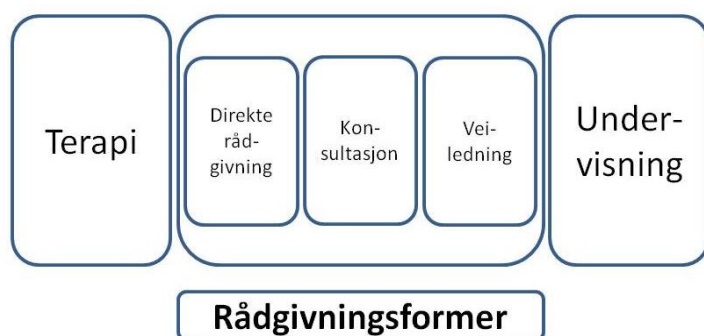 Terapi
Direkte
råd-
givning
Kon-
sultasjon
Vei-
ledning
Under-
visning
Rådgivningsformer